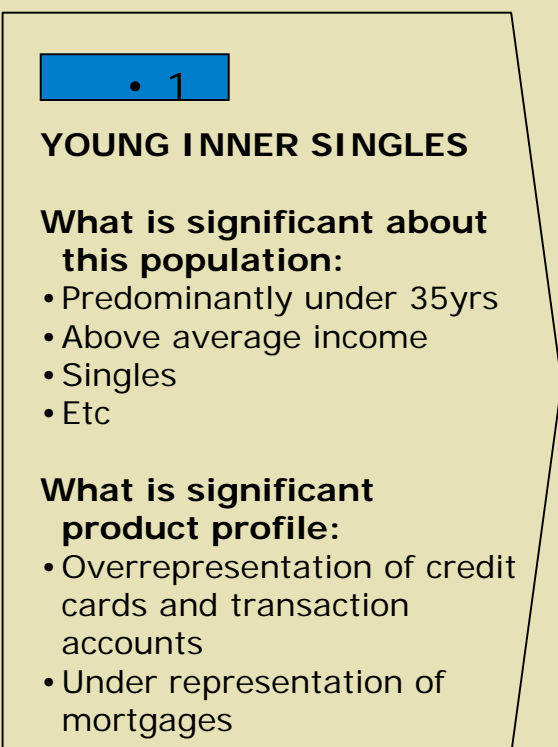 • 1
YOUNG INNER SINGLES
What is significant about
this population:
• Predominantly under 35yrs
• Above average income
• Singles
• Etc
What is significant
product profile:
• Overrepresentation of credit
cards and transaction
accounts
• Under representation of
mortgages